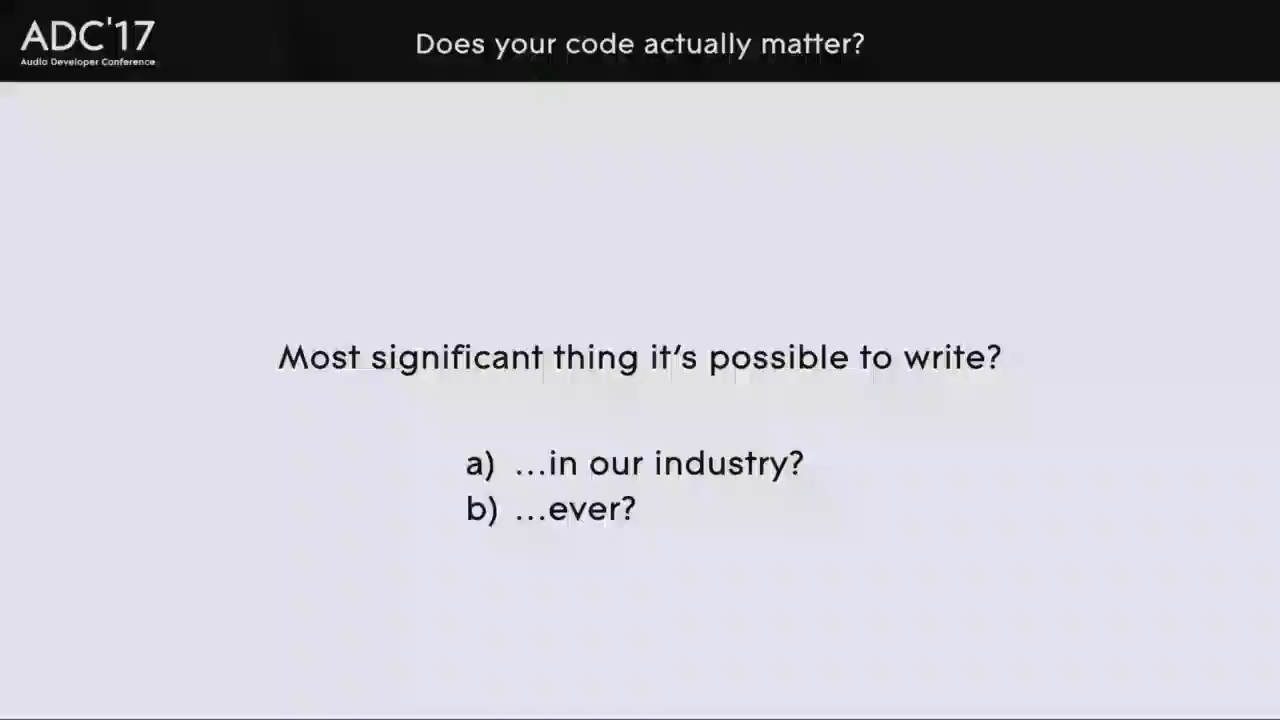 ADC'17
Audio Developer Conference
Does your code actually matter?
Most significant thing it's possible to write?
a) ...in our industry?
b) ...ever?